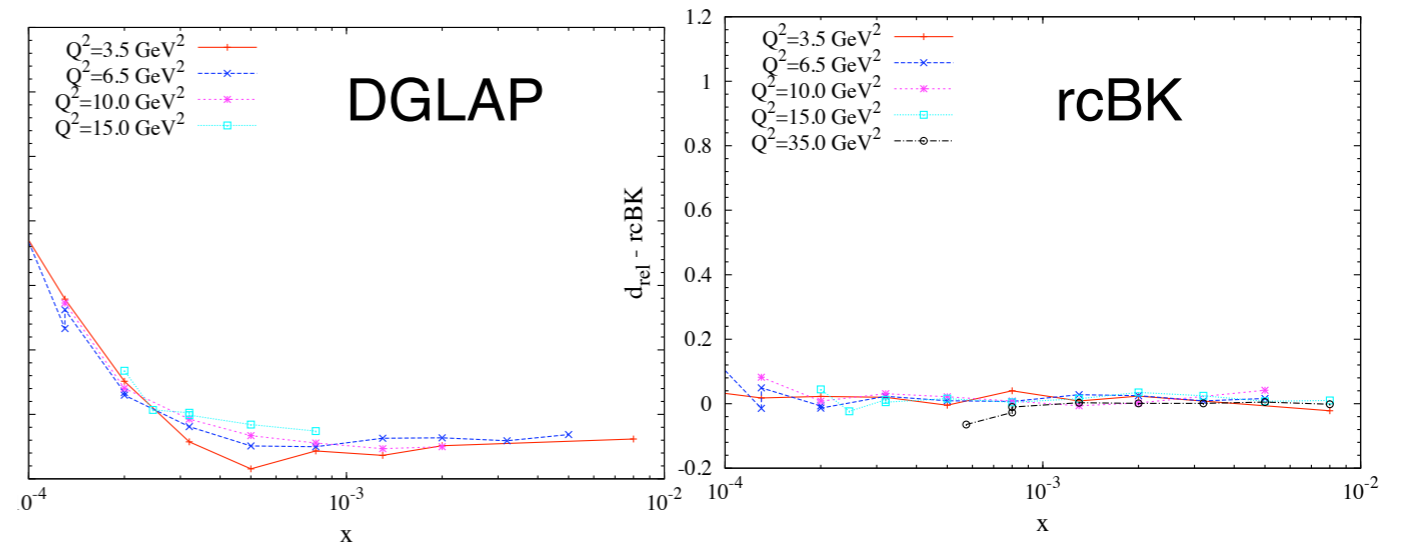 Q²=3.5 GeV²
Q²=6.5 GeV²
Q²=10.0 GeV²
Q²=15.0 GeV²
DGLAP
.0⁻⁴
10⁻³
10⁻²
x
d_rel - rcBK
1.2
1
0.8
0.6
0.4
0.2
0
-0.2
Q²=3.5 GeV²
Q²=6.5 GeV²
Q²=10.0 GeV²
Q²=15.0 GeV²
Q²=35.0 GeV²
rcBK
10⁻⁴
10⁻³
10⁻²
x